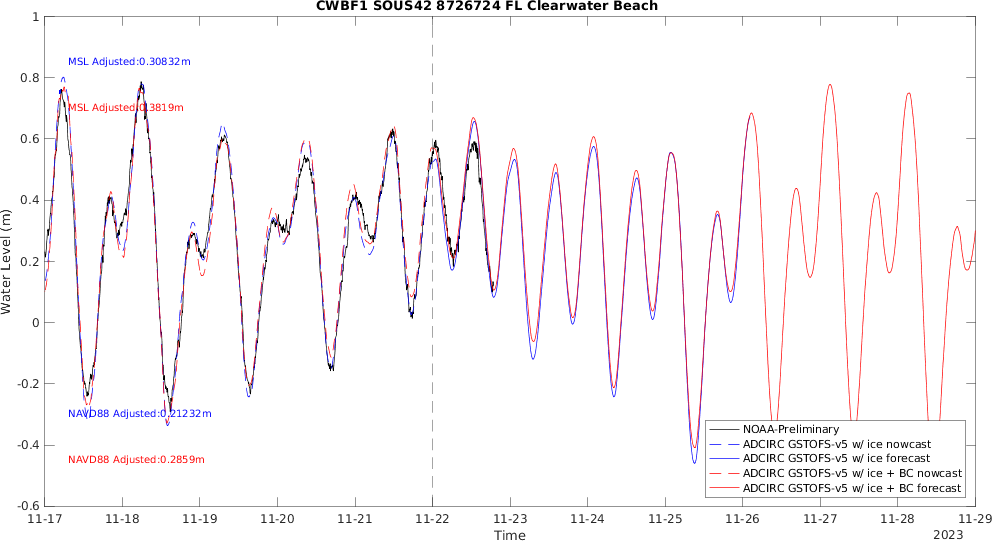 CWBF1 SOUS42 8726724 FL Clearwater Beach
Water Level (m)
1
0.8
0.6
0.4
0.2
0
-0.2
-0.4
-0.6
MSL Adjusted:0.30832m
MSL Adjusted:0.3819m
NAVD88 Adjusted:0.21232m
NAVD88 Adjusted:0.2859m
NOAA-Preliminary
ADCIRC GSTOFS-v5 w/ ice nowcast
ADCIRC GSTOFS-v5 w/ ice forecast
ADCIRC GSTOFS-v5 w/ ice + BC nowcast
ADCIRC GSTOFS-v5 w/ ice + BC forecast
11-17 11-18 11-19 11-20 11-21 11-22 11-23 11-24 11-25 11-26 11-27 11-28 11-29
Time
2023